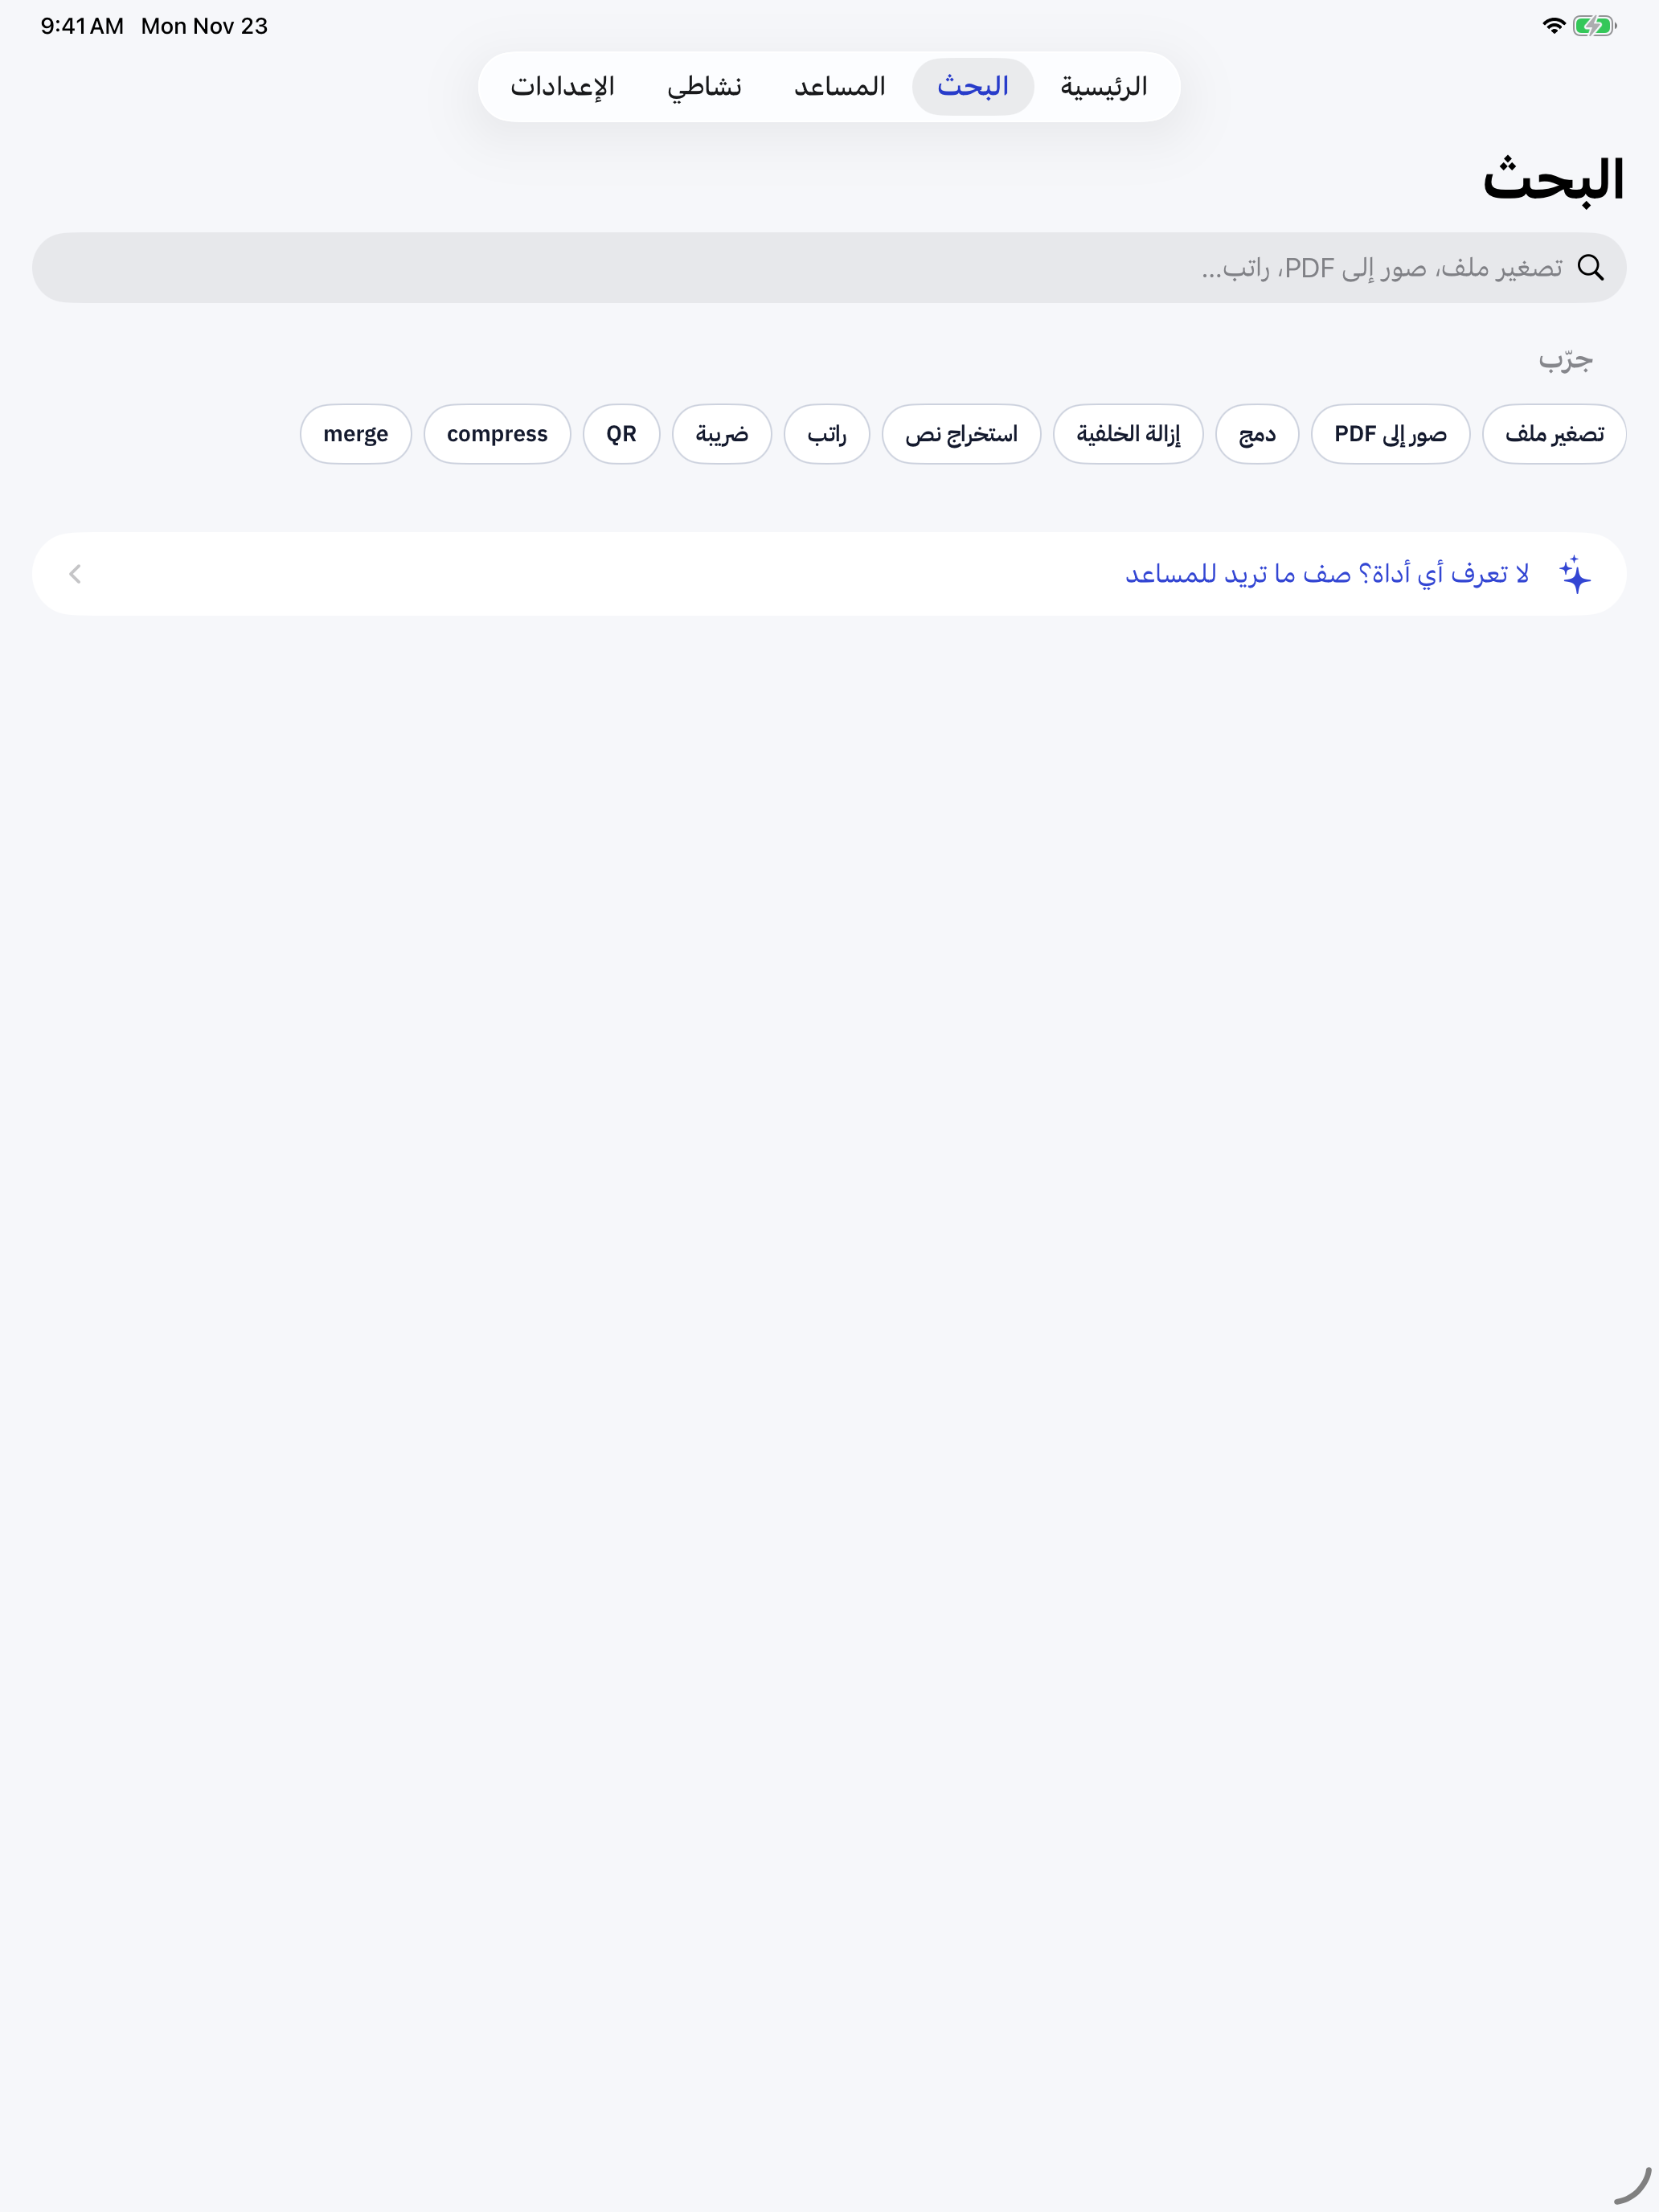 9:41 AM Mon Nov 23
الرئيسية البحث المساعد نشاطي الإعدادات
البحث
تصغير ملف، صور إلى PDF، راتب...
جرّب
تصغير ملف صور إلى PDF دمج إزالة الخلفية استخراج نص راتب ضريبة QR compress merge
لا تعرف أي أداة؟ صف ما تريد للمساعد